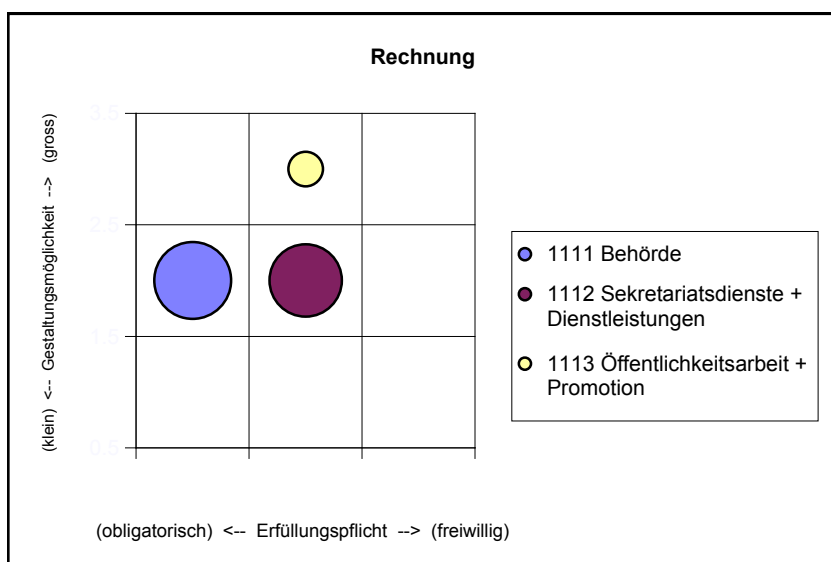 Rechnung
3.5
2.5
1.5
0.5
(klein) <-- Gestaltungsmöglichkeit --> (gross)
(obligatorisch) <-- Erfüllungspflicht --> (freiwillig)
1111 Behörde
1112 Sekretariatsdienste +
Dienstleistungen
1113 Öffentlichkeitsarbeit +
Promotion